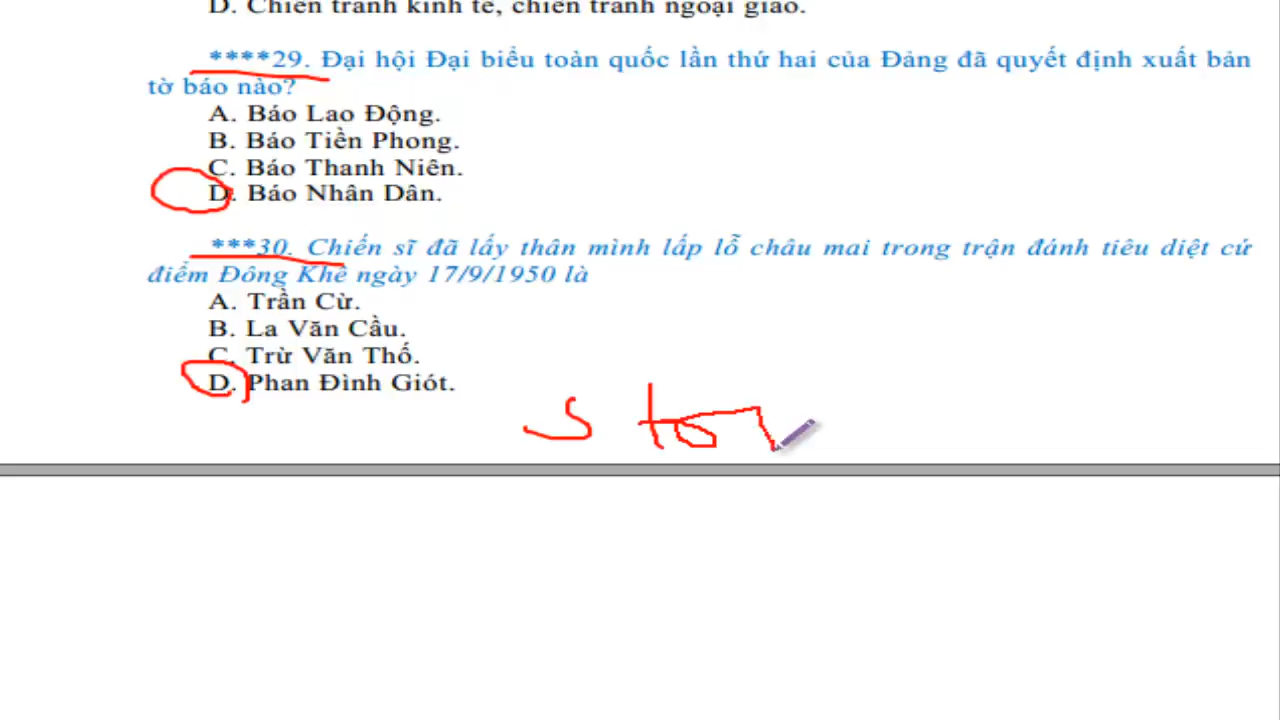 D. Chiến tranh kinh tế, chiến tranh ngoại giao.
****29. Đại hội Đại biểu toàn quốc lần thứ hai của Đảng đã quyết định xuất bản
tờ báo nào?
A. Báo Lao Động.
B. Báo Tiền Phong.
C. Báo Thanh Niên.
D. Báo Nhân Dân.
***30. Chiến sĩ đã lấy thân mình lấp lỗ châu mai trong trận đánh tiêu diệt cứ
điểm Đông Khê ngày 17/9/1950 là
A. Trần Cừ.
B. La Văn Cầu.
C. Trừ Văn Thố.
D. Phan Đình Giót.